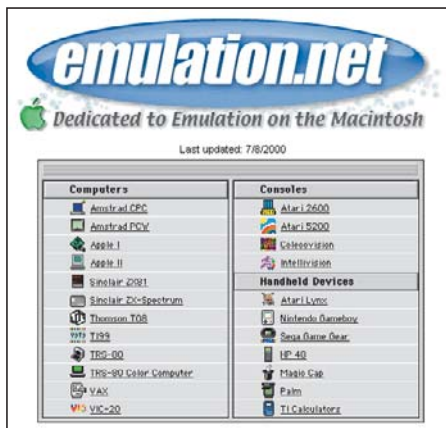 emulation.net
Dedicated to Emulation on the Macintosh
Last updated: 7/8/2000
Computers
Amstrad CPC
Amstrad PCW
Apple I
Apple II
Sinclair ZX81
Sinclair ZX-Spectrum
Thomson TO8
TI99
TRS-80
TRS-80 Color Computer
VAX
VIC-20
Consoles
Atari 2600
Atari 5200
Colecovision
Intellivision
Handheld Devices
Atari Lynx
Nintendo Gameboy
Sega Game Gear
HP 48
Magic Cap
Palm
TI Calculators